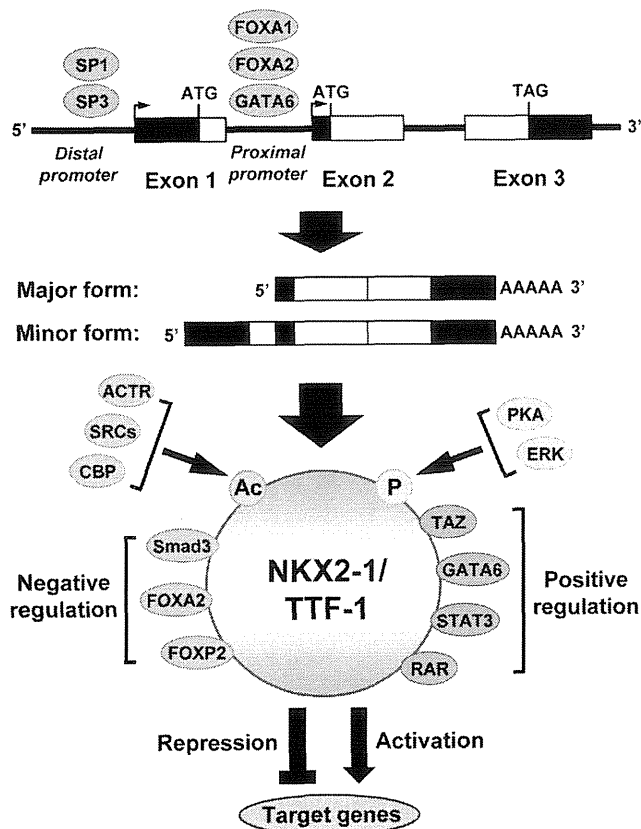 FOXA1
SP1
FOXA2
SP3
ATG
GATA6
ATG
TAG
5'
3'
Distal promoter
Exon 1
Proximal promoter
Exon 2
Exon 3
Major form:
5'
AAAAA 3'
Minor form:
5'
AAAAA 3'
ACTR
SRCs
CBP
PKA
ERK
Ac
P
Negative regulation
Smad3
FOXA2
FOXP2
NKX2-1/
TTF-1
TAZ
GATA6
STAT3
RAR
Positive regulation
Repression
Activation
Target genes